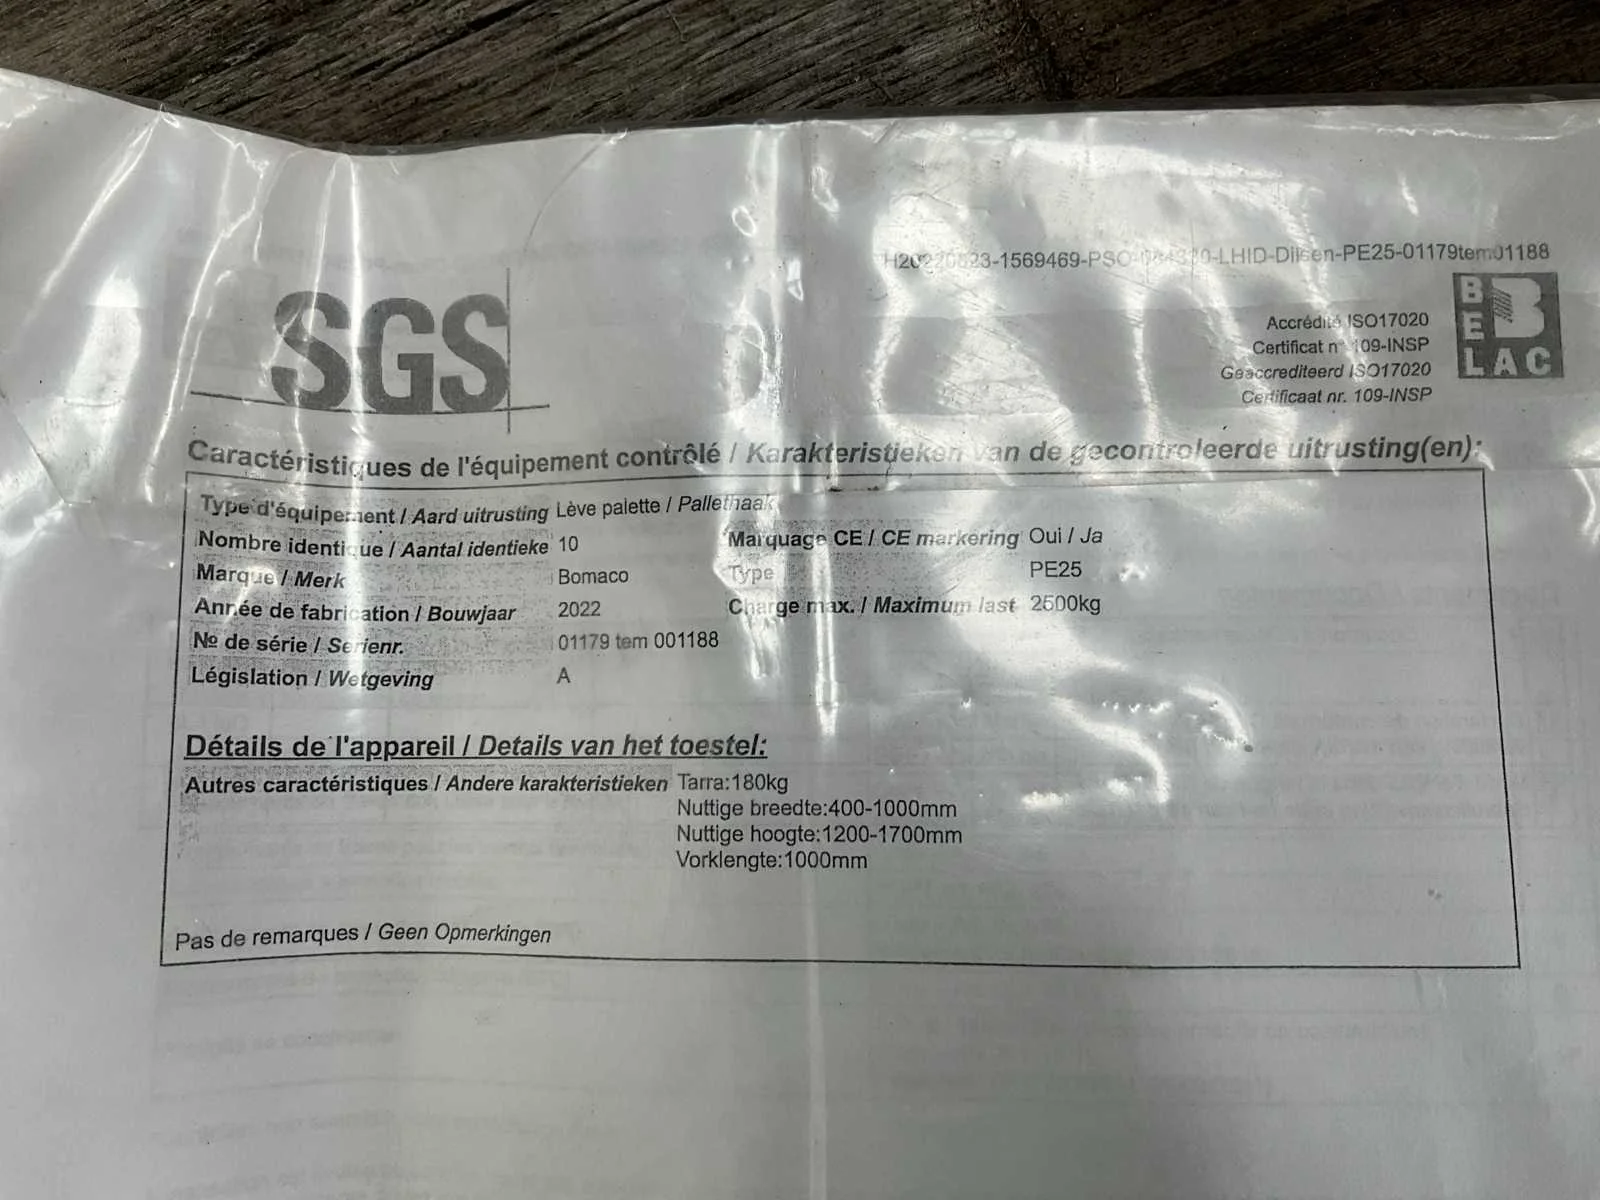 -1569469-PSO- -LHID-Dilsen-PE25-01179tem01188
SGS
Accrédité ISO17020
Certificat n° 109-INSP
Geaccrediteerd ISO17020
Certificaat nr. 109-INSP
BELAC
Caractéristiques de l'équipement contrôlé / Karakteristieken van de gecontroleerde uitrusting(en):
Type d'équipement / Aard uitrusting Lève palette / Pallethaak
Nombre identique / Aantal identieke 10 Marquage CE / CE markering Oui / Ja
Marque / Merk Bomaco Type PE25
Année de fabrication / Bouwjaar 2022 Charge max. / Maximum last 2500kg
№ de série / Serienr. 01179 tem 001188
Législation / Wetgeving A
Détails de l'appareil / Details van het toestel:
Autres caractéristiques / Andere karakteristieken Tarra:180kg
Nuttige breedte:400-1000mm
Nuttige hoogte:1200-1700mm
Vorklengte:1000mm
Pas de remarques / Geen Opmerkingen